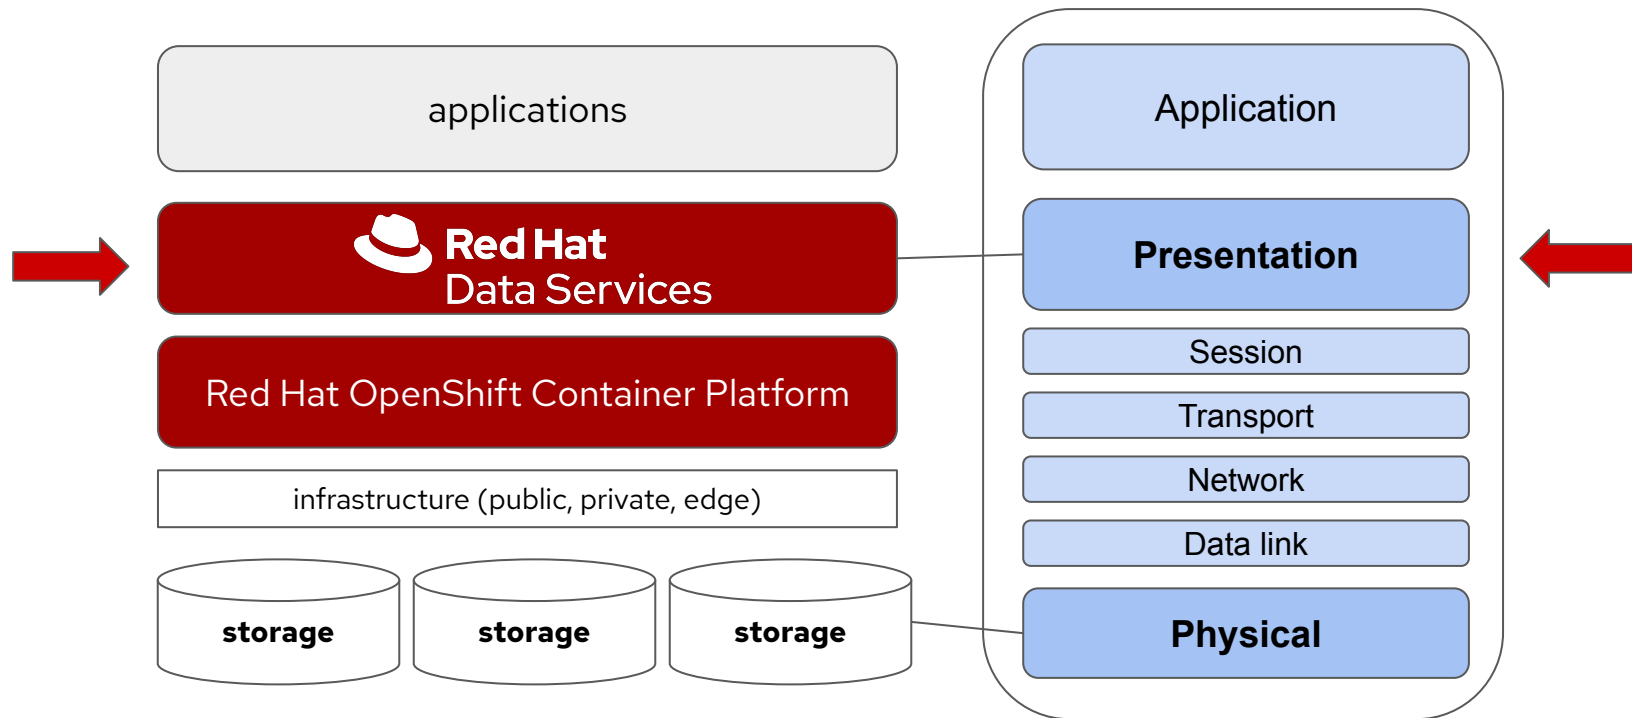 applications
Red Hat
Data Services
Red Hat OpenShift Container Platform
infrastructure (public, private, edge)
storage
storage
storage
Application
Presentation
Session
Transport
Network
Data link
Physical